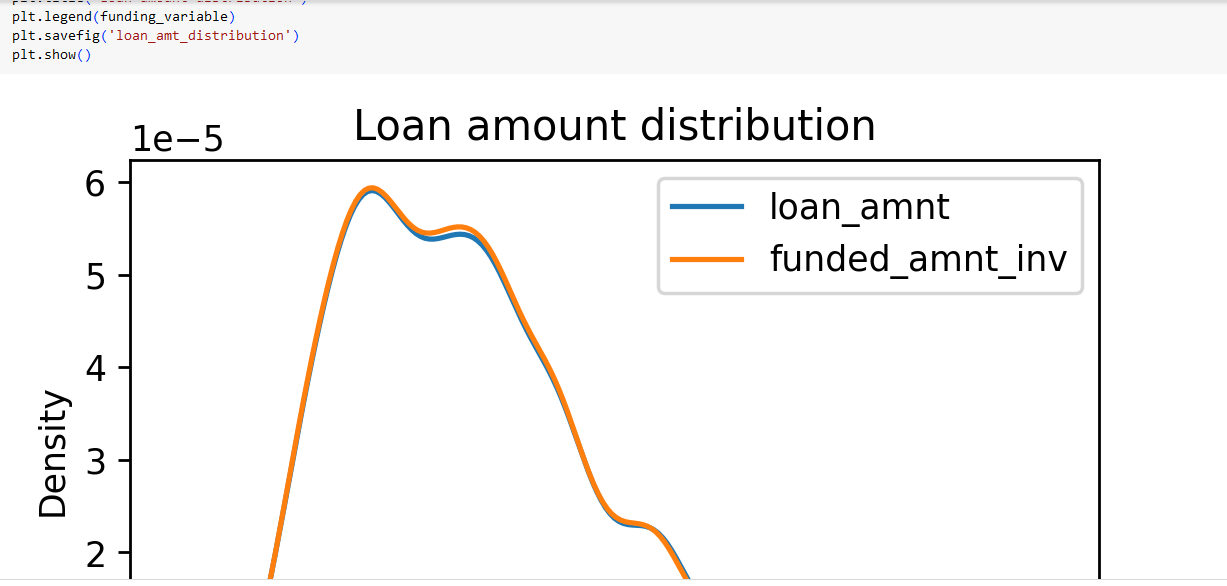 plt.legend(funding_variable)
plt.savefig('loan_amt_distribution')
plt.show()
Loan amount distribution
1e−5
6
5
4
3
2
Density
loan_amnt
funded_amnt_inv